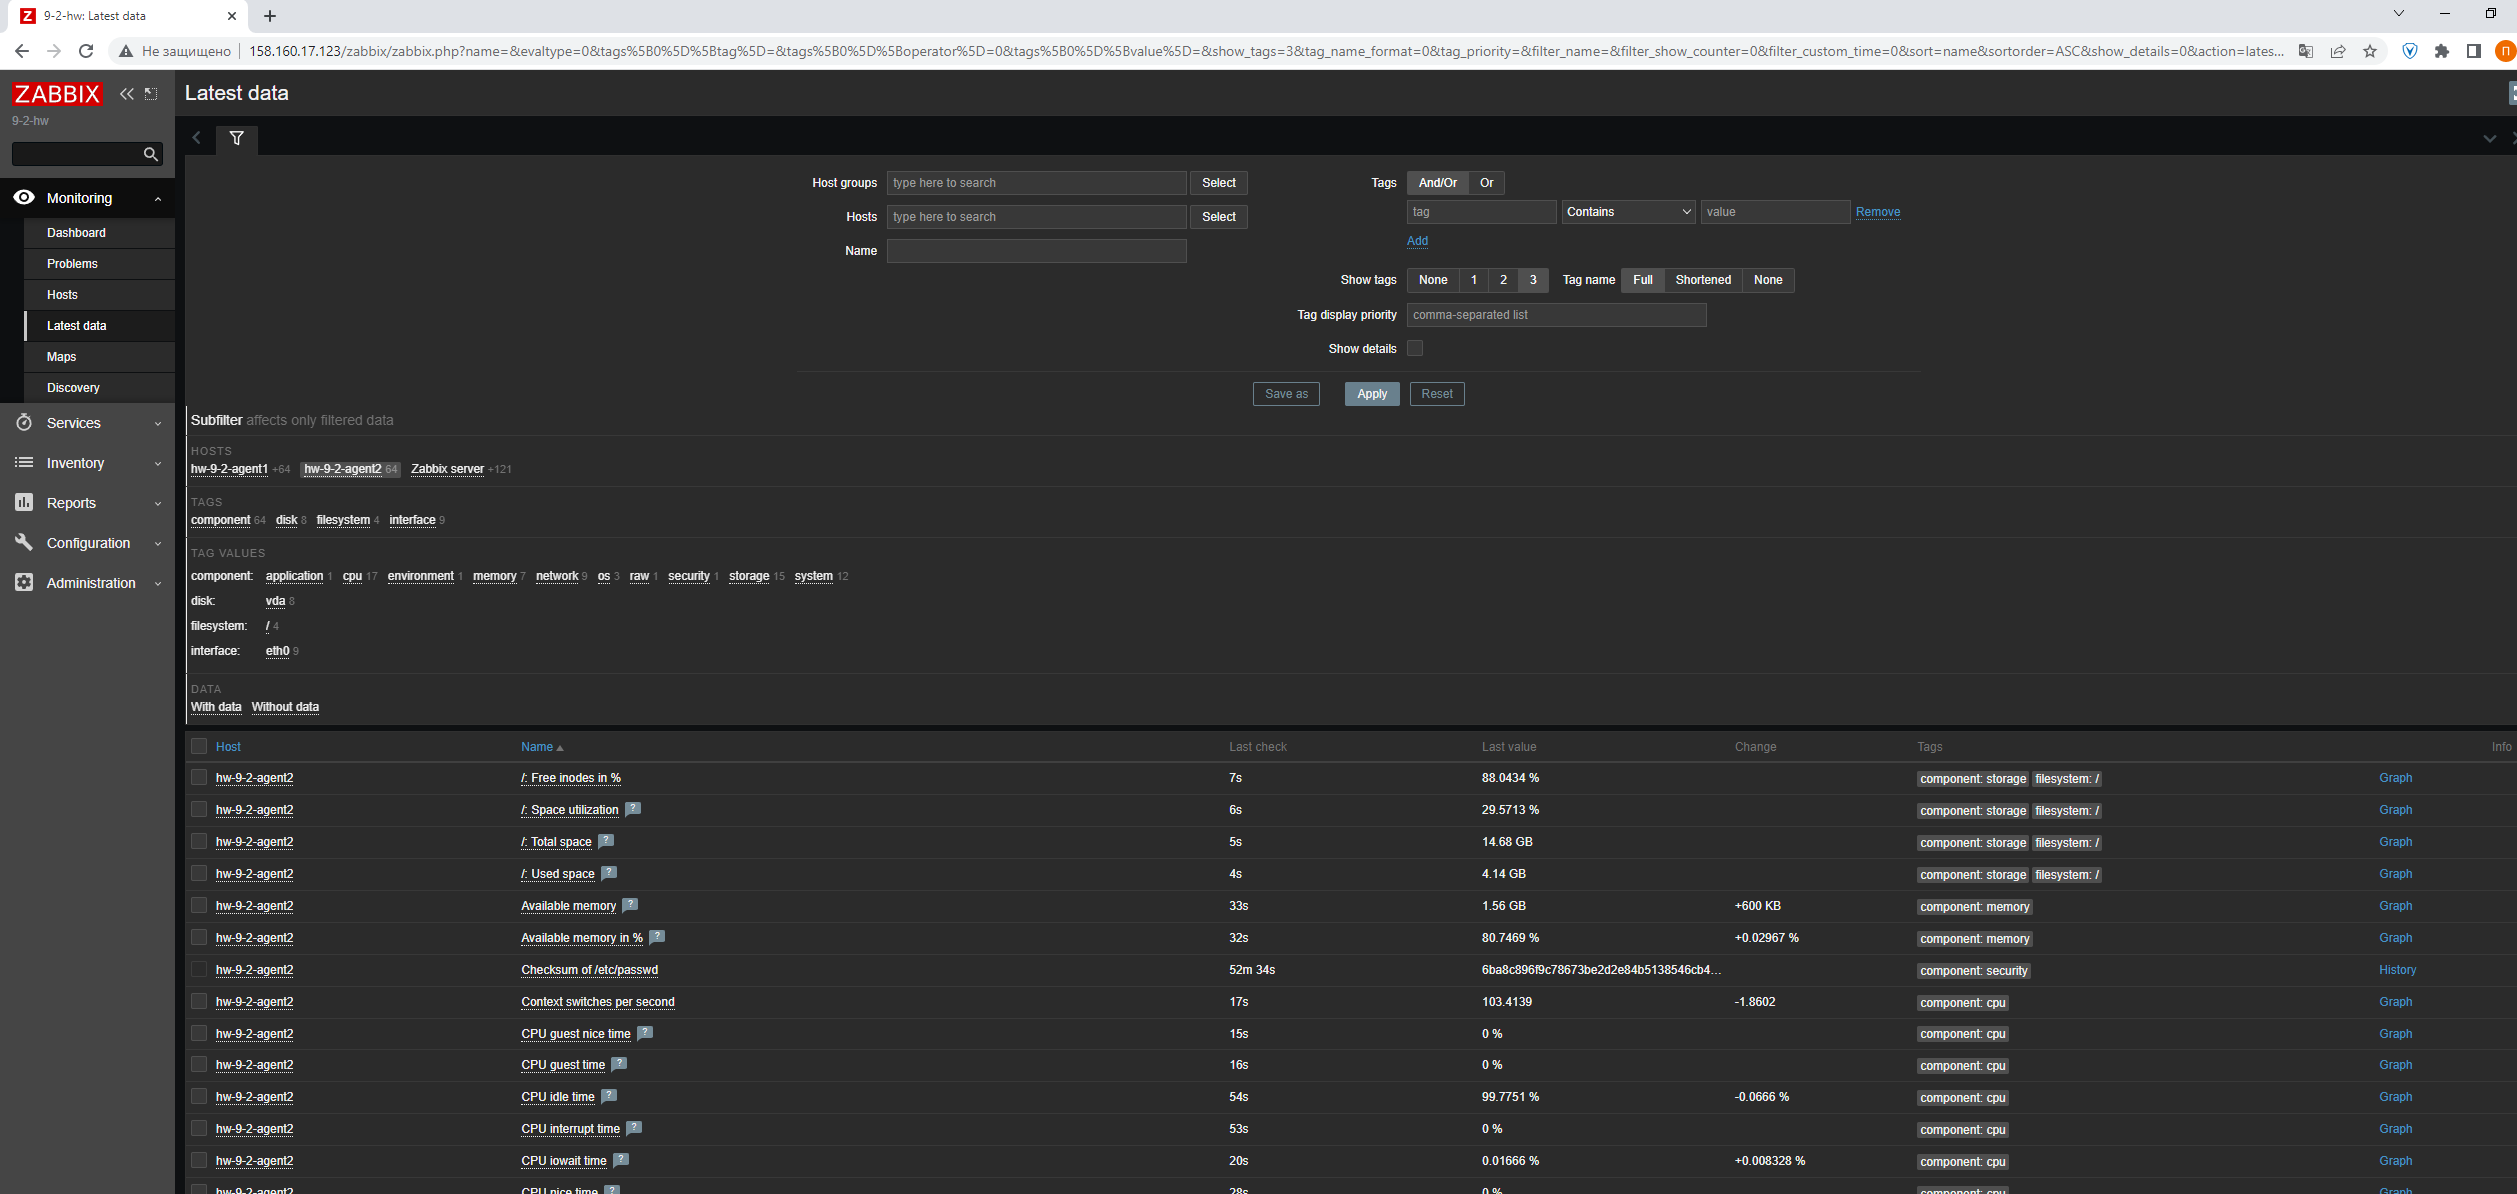 9-2-hw: Latest data
Не защищено 158.160.17.123/zabbix/zabbix.php?name=&evaltype=0&tags%5B0%5D%5Btag%5D=&tags%5B0%5D%5Boperator%5D=0&tags%5B0%5D%5Bvalue%5D=&show_tags=3&tag_name_format=0&tag_priority=&filter_name=&filter_show_counter=0&filter_custom_time=0&sort=name&sortorder=ASC&show_details=0&action=lates...
П
ZABBIX
9-2-hw
Monitoring
Dashboard
Problems
Hosts
Latest data
Maps
Discovery
Services
Inventory
Reports
Configuration
Administration
Latest data
Host groups type here to search Select
Hosts type here to search Select
Name
Tags And/Or Or
tag Contains value Remove
Add
Show tags None 1 2 3 Tag name Full Shortened None
Tag display priority comma-separated list
Show details
Save as Apply Reset
Subfilter affects only filtered data
HOSTS
hw-9-2-agent1 +64 hw-9-2-agent2 64 Zabbix server +121
TAGS
component 64 disk 8 filesystem 4 interface 9
TAG VALUES
component: application 1 cpu 17 environment 1 memory 7 network 9 os 3 raw 1 security 1 storage 15 system 12
disk: vda 8
filesystem: / 4
interface: eth0 9
DATA
With data Without data
Host Name Last check Last value Change Tags Info
hw-9-2-agent2 /: Free inodes in % 7s 88.0434 % component: storage filesystem: / Graph
hw-9-2-agent2 /: Space utilization ? 6s 29.5713 % component: storage filesystem: / Graph
hw-9-2-agent2 /: Total space ? 5s 14.68 GB component: storage filesystem: / Graph
hw-9-2-agent2 /: Used space ? 4s 4.14 GB component: storage filesystem: / Graph
hw-9-2-agent2 Available memory ? 33s 1.56 GB +600 KB component: memory Graph
hw-9-2-agent2 Available memory in % ? 32s 80.7469 % +0.02967 % component: memory Graph
hw-9-2-agent2 Checksum of /etc/passwd 52m 34s 6ba8c896f9c78673be2d2e84b5138546cb4... component: security History
hw-9-2-agent2 Context switches per second 17s 103.4139 -1.8602 component: cpu Graph
hw-9-2-agent2 CPU guest nice time ? 15s 0 % component: cpu Graph
hw-9-2-agent2 CPU guest time ? 16s 0 % component: cpu Graph
hw-9-2-agent2 CPU idle time ? 54s 99.7751 % -0.0666 % component: cpu Graph
hw-9-2-agent2 CPU interrupt time ? 53s 0 % component: cpu Graph
hw-9-2-agent2 CPU iowait time ? 20s 0.01666 % +0.008328 % component: cpu Graph
hw-9-2-agent2 CPU nice time ? 28s 0 % component: cpu Graph